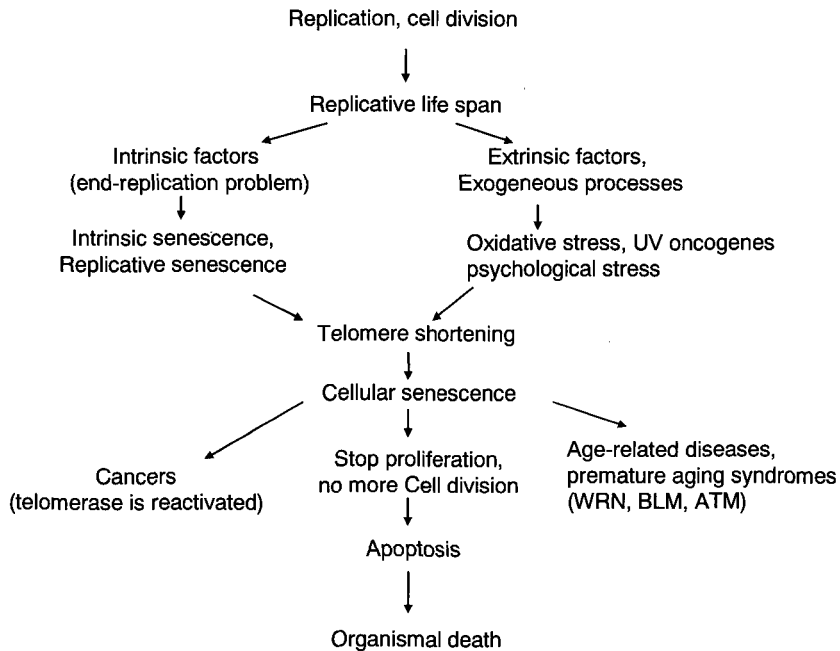 Replication, cell division
Replicative life span
Intrinsic factors
(end-replication problem)
Extrinsic factors,
Exogeneous processes
Intrinsic senescence,
Replicative senescence
Oxidative stress, UV oncogenes
psychological stress
Telomere shortening
Cellular senescence
Cancers
(telomerase is reactivated)
Stop proliferation,
no more Cell division
Age-related diseases,
premature aging syndromes
(WRN, BLM, ATM)
Apoptosis
Organismal death